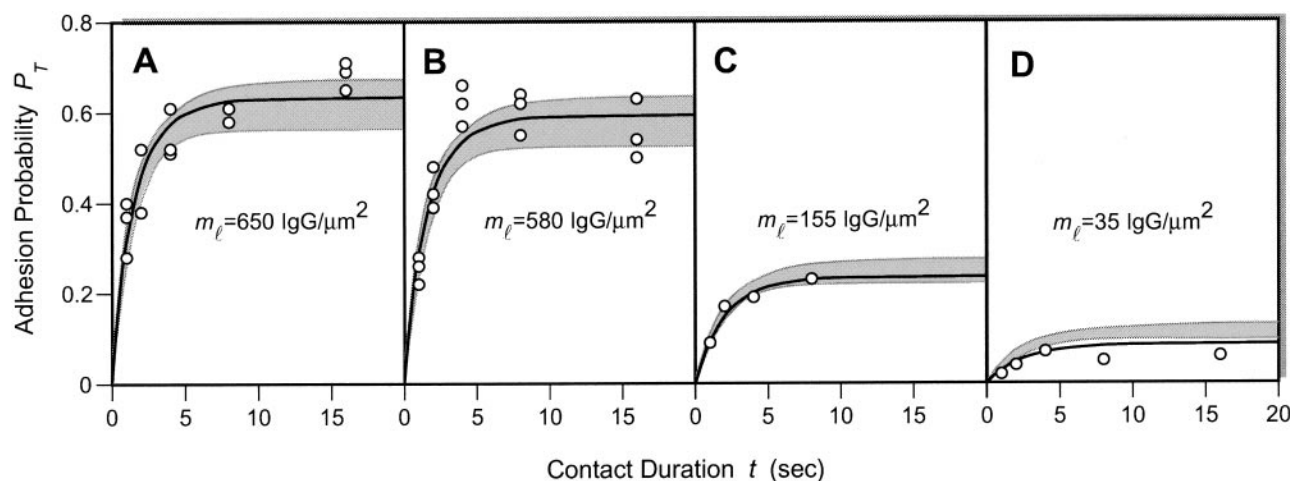 0.8
A B C D
0.6
Adhesion Probability P_T
0.4
m_ℓ=650 IgG/μm² m_ℓ=580 IgG/μm² m_ℓ=155 IgG/μm² m_ℓ=35 IgG/μm²
0.2
0
0 5 10 15 0 5 10 15 0 5 10 15 0 5 10 15 20
Contact Duration t (sec)